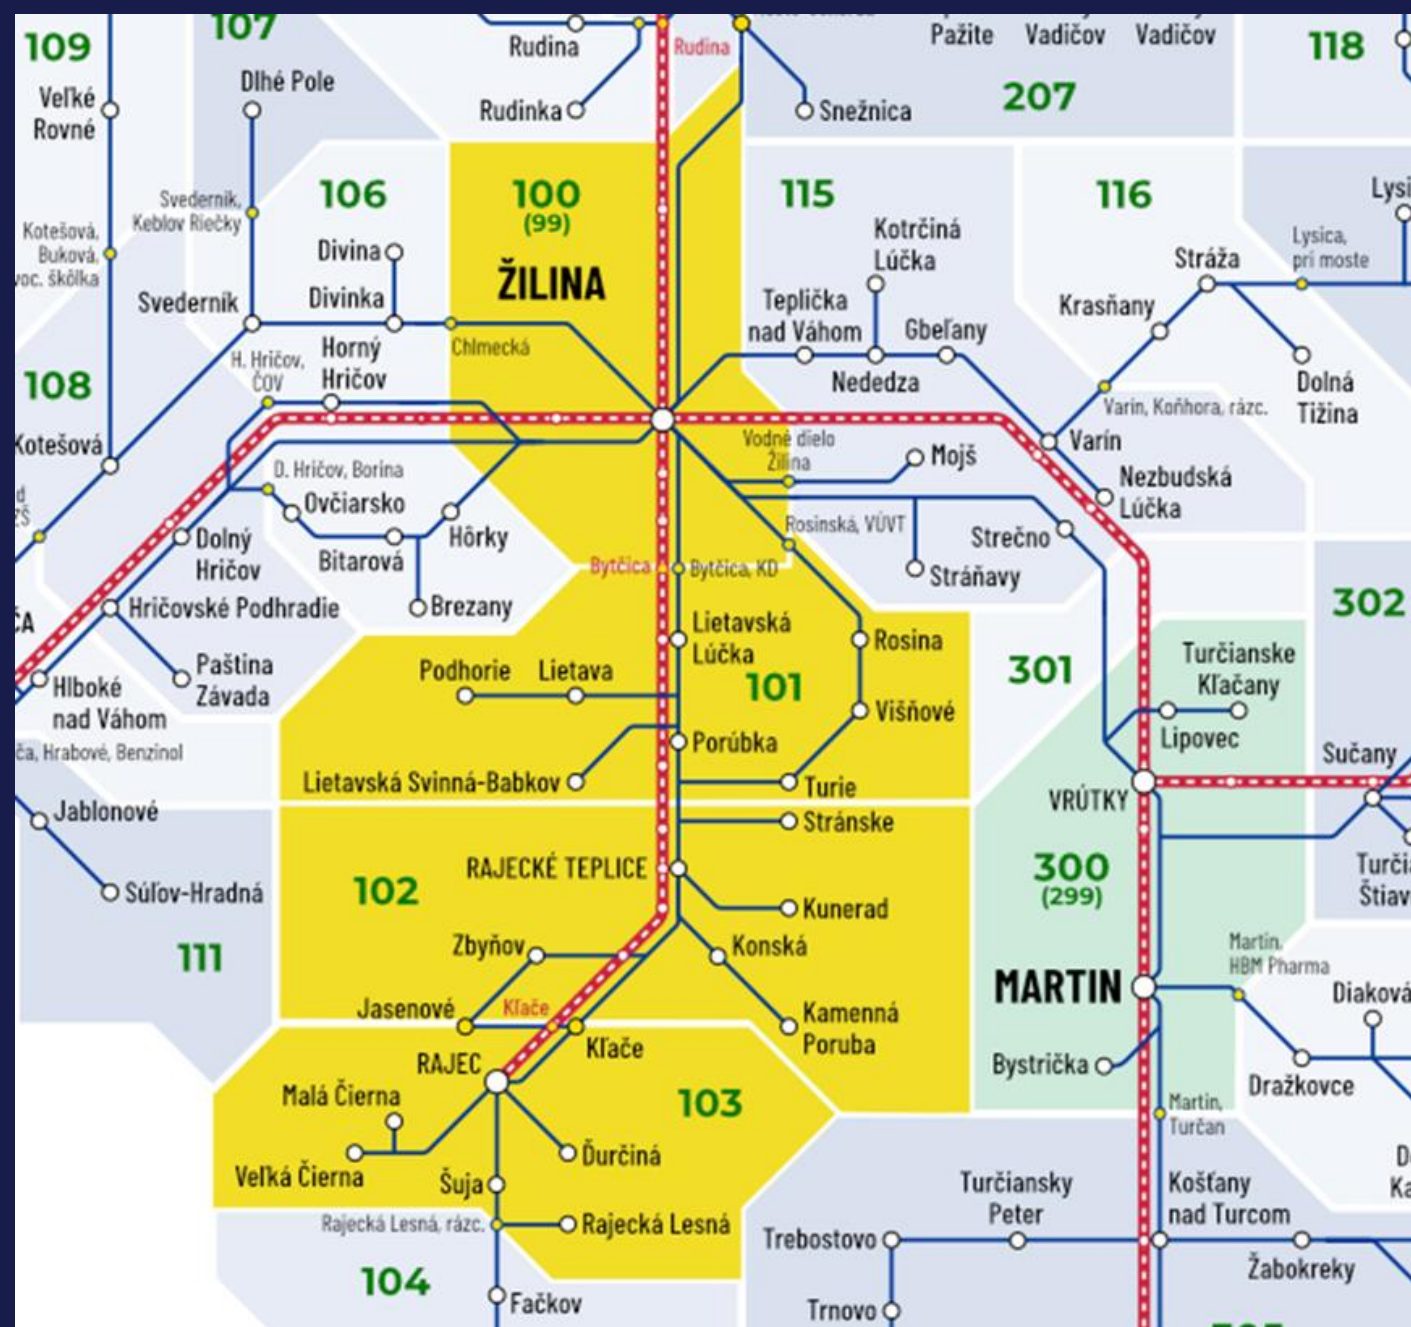 109
107
Rudina
Rudina
Pažite
Vadičov
Vadičov
118
Dlhé Pole
Veľké
Rovné
Rudinka
Snežnica
207
106
100
(99)
115
116
Svederník,
Keblov Riečky
Kotešová,
Buková,
voc. škôlka
Divina
ŽILINA
Kotrčiná
Lúčka
Stráža
Lysica,
pri moste
Lysi
Svederník
Divinka
Teplička
nad Váhom
Gbeľany
Krasňany
H. Hričov,
ČOV
Horný
Hričov
Chlmecká
Nededza
Dolná
Tižina
108
Varín, Koňhora, rázc.
Kotešová
Vodné dielo
Žilina
Mojš
Varín
D. Hričov, Borina
Ovčiarsko
Nezbudská
Lúčka
Dolný
Hričov
Bitarová
Hôrky
Rosinská, VÚVT
Strečno
Bytčica
Bytčica, KD
Stráňavy
Hričovské Podhradie
Brezany
302
Lietavská
Lúčka
Rosina
301
Turčianske
Kľačany
Paština
Závada
Podhorie
Lietava
101
Hlboké
nad Váhom
Višňové
Lipovec
ča, Hrabové, Benzinol
Porúbka
Sučany
Lietavská Svinná-Babkov
Turie
VRÚTKY
Jablonové
Stránske
RAJECKÉ TEPLICE
300
(299)
Turčia
Štiav
Súľov-Hradná
102
Kunerad
111
Zbyňov
Konská
Martin,
HBM Pharma
MARTIN
Diaková
Jasenové
Kľače
Kamenná
Poruba
Kľače
RAJEC
Bystrička
Dražkovce
Malá Čierna
103
Martin,
Turčan
Veľká Čierna
Ďurčiná
Šuja
Turčiansky
Peter
Košťany
nad Turcom
Rajecká Lesná, rázc.
Rajecká Lesná
Trebostovo
Žabokreky
104
Fačkov
Trnovo